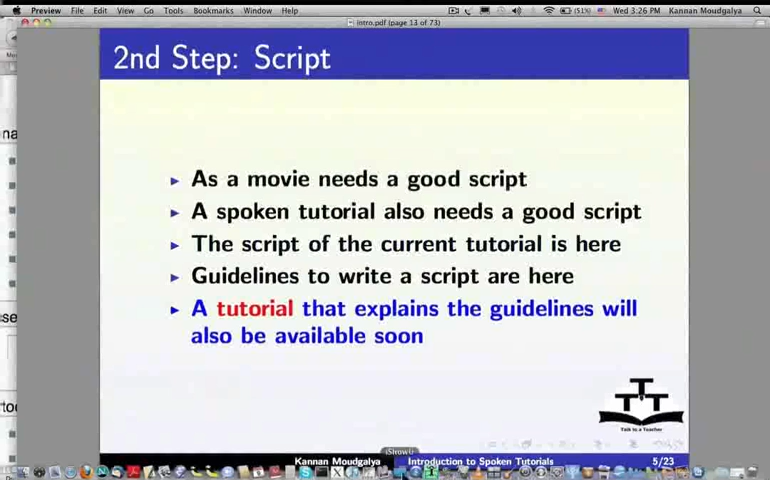 Preview File Edit View Go Tools Bookmarks Window Help (51%) Wed 3:26 PM Kannan Moudgalya
intro.pdf (page 13 of 73)
2nd Step: Script
As a movie needs a good script
A spoken tutorial also needs a good script
The script of the current tutorial is here
Guidelines to write a script are here
A tutorial that explains the guidelines will
also be available soon
Talk to a Teacher
iShowU
Kannan Moudgalya Introduction to Spoken Tutorials 5/23